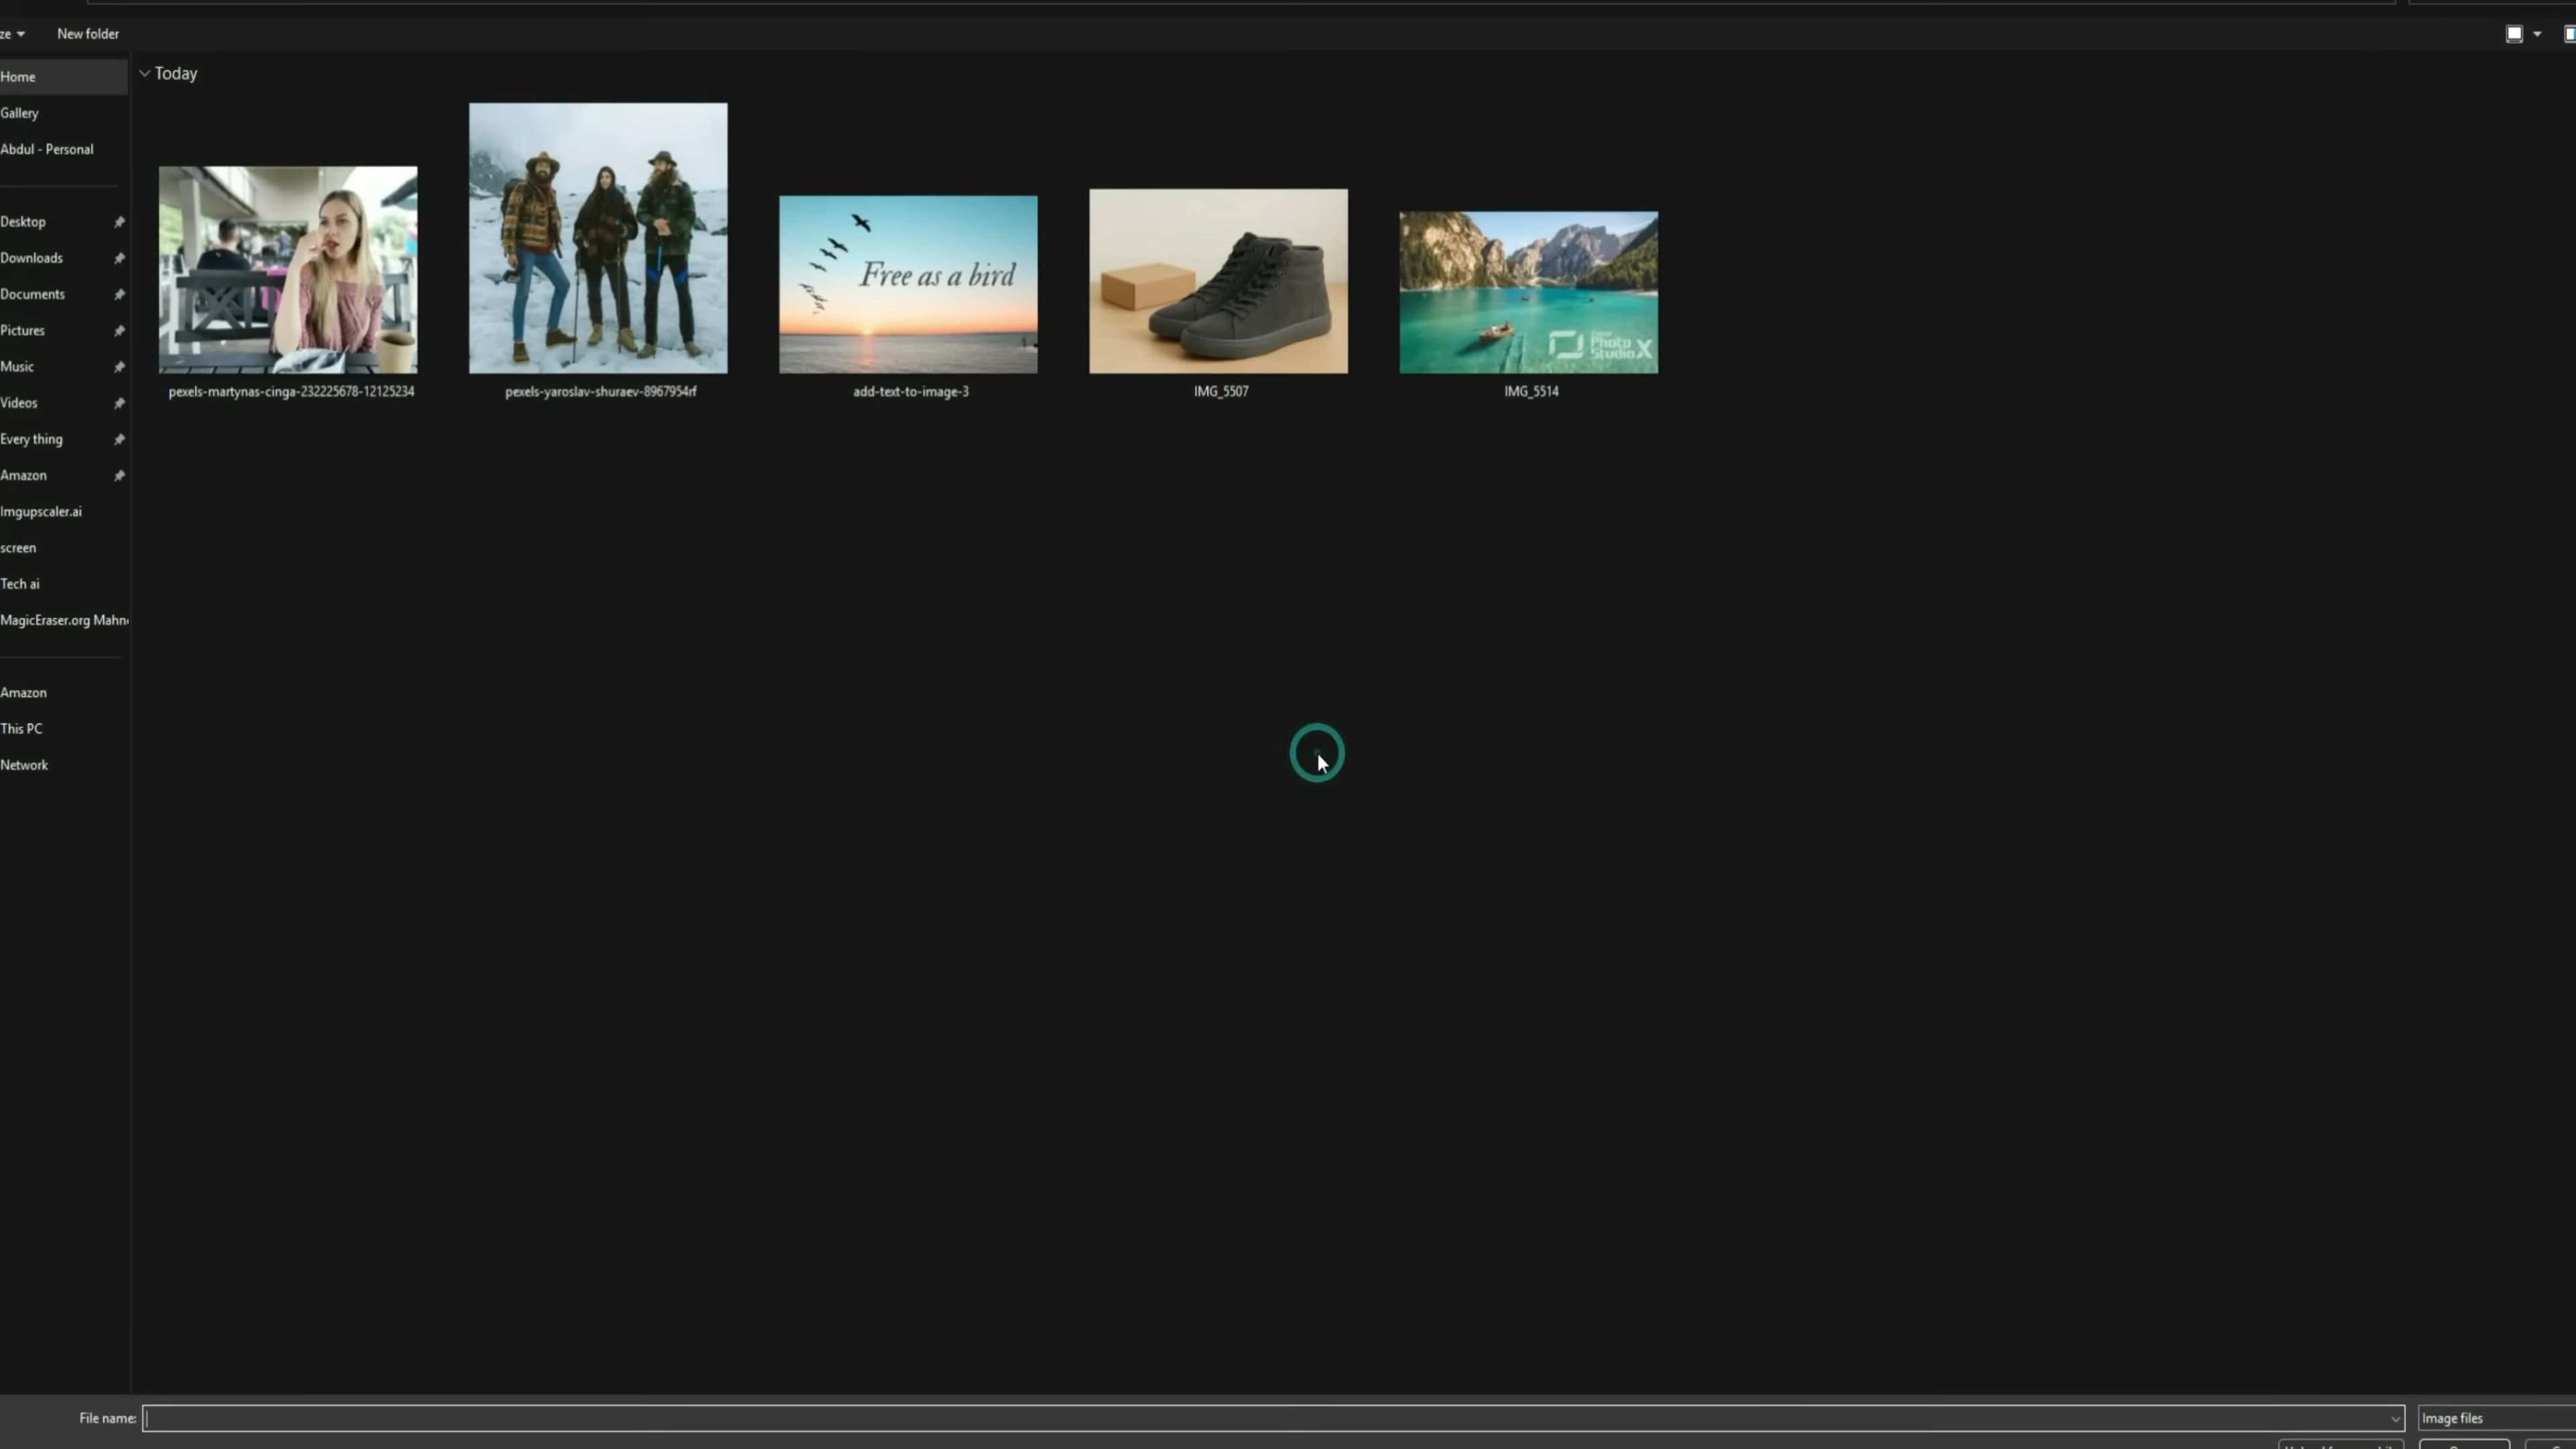 ze
New folder
Home
Gallery
Abdul - Personal
Desktop
Downloads
Documents
Pictures
Music
Videos
Every thing
Amazon
Imgupscaler.ai
screen
Tech ai
MagicEraser.org
Amazon
This PC
Network
Today
Free as a bird
Photo
Studio X
pexels-martynas-cinga-232225678-12125234
pexels-yaroslav-shuraev-8967954rf
add-text-to-image-3
IMG_5507
IMG_5514
File name:
Image files